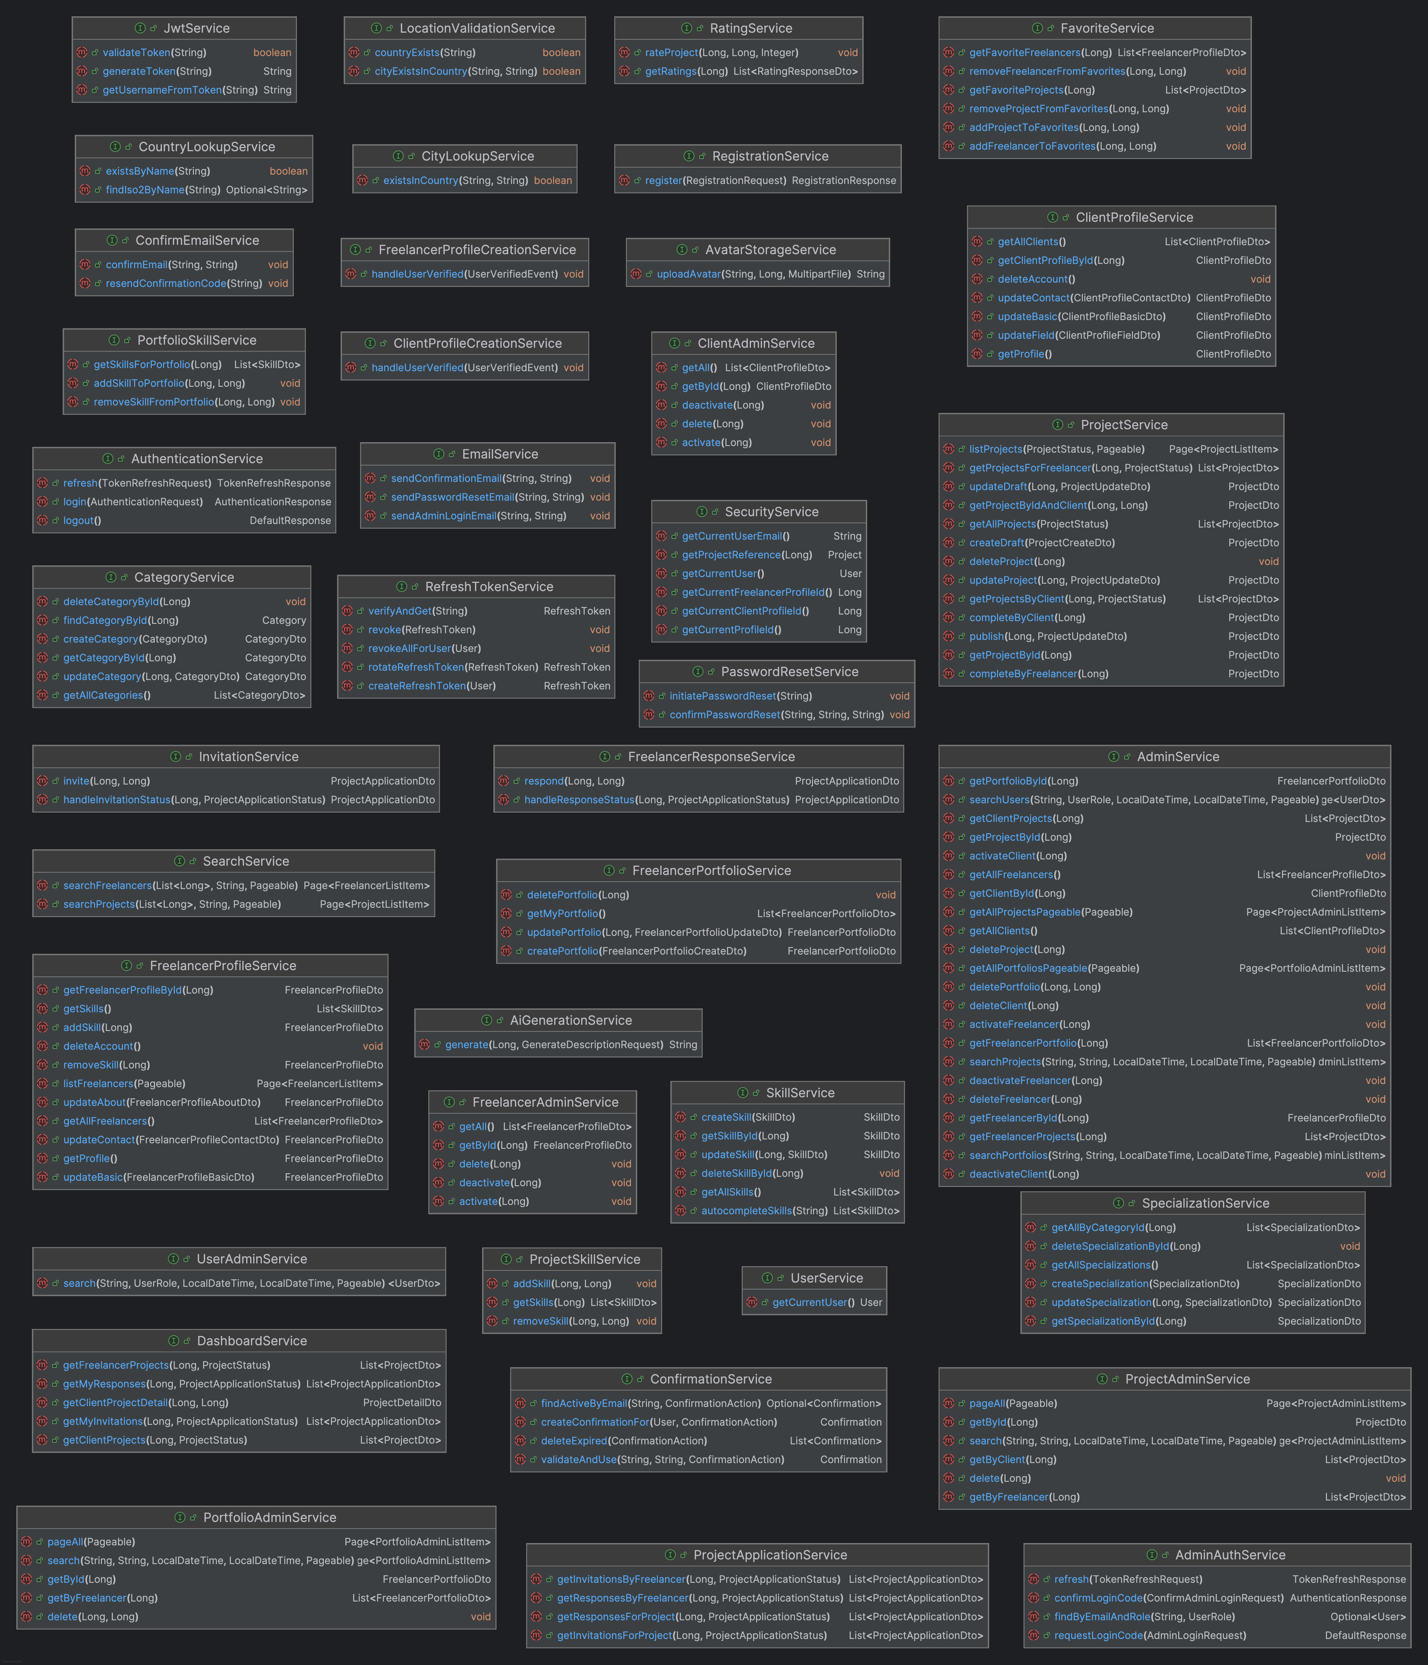 JwtService
validateToken(String) boolean
generateToken(String) String
getUsernameFromToken(String) String
LocationValidationService
countryExists(String) boolean
cityExistsInCountry(String, String) boolean
RatingService
rateProject(Long, Long, Integer) void
getRatings(Long) List<RatingResponseDto>
FavoriteService
getFavoriteFreelancers(Long) List<FreelancerProfileDto>
removeFreelancerFromFavorites(Long, Long) void
getFavoriteProjects(Long) List<ProjectDto>
removeProjectFromFavorites(Long, Long) void
addProjectToFavorites(Long, Long) void
addFreelancerToFavorites(Long, Long) void
CountryLookupService
existsByName(String) boolean
findIso2ByName(String) Optional<String>
CityLookupService
existsInCountry(String, String) boolean
RegistrationService
register(RegistrationRequest) RegistrationResponse
ConfirmEmailService
confirmEmail(String, String) void
resendConfirmationCode(String) void
FreelancerProfileCreationService
handleUserVerified(UserVerifiedEvent) void
AvatarStorageService
uploadAvatar(String, Long, MultipartFile) String
ClientProfileService
getAllClients() List<ClientProfileDto>
getClientProfileById(Long) ClientProfileDto
deleteAccount() void
updateContact(ClientProfileContactDto) ClientProfileDto
updateBasic(ClientProfileBasicDto) ClientProfileDto
updateField(ClientProfileFieldDto) ClientProfileDto
getProfile() ClientProfileDto
PortfolioSkillService
getSkillsForPortfolio(Long) List<SkillDto>
addSkillToPortfolio(Long, Long) void
removeSkillFromPortfolio(Long, Long) void
ClientProfileCreationService
handleUserVerified(UserVerifiedEvent) void
ClientAdminService
getAll() List<ClientProfileDto>
getById(Long) ClientProfileDto
deactivate(Long) void
delete(Long) void
activate(Long) void
ProjectService
listProjects(ProjectStatus, Pageable) Page<ProjectListItem>
getProjectsForFreelancer(Long, ProjectStatus) List<ProjectDto>
updateDraft(Long, ProjectUpdateDto) ProjectDto
getProjectByIdAndClient(Long, Long) ProjectDto
getAllProjects(ProjectStatus) List<ProjectDto>
createDraft(ProjectCreateDto) ProjectDto
deleteProject(Long) void
updateProject(Long, ProjectUpdateDto) ProjectDto
getProjectsByClient(Long, ProjectStatus) List<ProjectDto>
completeByClient(Long) ProjectDto
publish(Long, ProjectUpdateDto) ProjectDto
getProjectById(Long) ProjectDto
completeByFreelancer(Long) ProjectDto
AuthenticationService
refresh(TokenRefreshRequest) TokenRefreshResponse
login(AuthenticationRequest) AuthenticationResponse
logout() DefaultResponse
EmailService
sendConfirmationEmail(String, String) void
sendPasswordResetEmail(String, String) void
sendAdminLoginEmail(String, String) void
SecurityService
getCurrentUserEmail() String
getProjectReference(Long) Project
getCurrentUser() User
getCurrentFreelancerProfileId() Long
getCurrentClientProfileId() Long
getCurrentProfileId() Long
CategoryService
deleteCategoryById(Long) void
findCategoryById(Long) Category
createCategory(CategoryDto) CategoryDto
getCategoryById(Long) CategoryDto
updateCategory(Long, CategoryDto) CategoryDto
getAllCategories() List<CategoryDto>
RefreshTokenService
verifyAndGet(String) RefreshToken
revoke(RefreshToken) void
revokeAllForUser(User) void
rotateRefreshToken(RefreshToken) RefreshToken
createRefreshToken(User) RefreshToken
PasswordResetService
initiatePasswordReset(String) void
confirmPasswordReset(String, String, String) void
InvitationService
invite(Long, Long) ProjectApplicationDto
handleInvitationStatus(Long, ProjectApplicationStatus) ProjectApplicationDto
FreelancerResponseService
respond(Long, Long) ProjectApplicationDto
handleResponseStatus(Long, ProjectApplicationStatus) ProjectApplicationDto
AdminService
getPortfolioById(Long) FreelancerPortfolioDto
searchUsers(String, UserRole, LocalDateTime, LocalDateTime, Pageable) ge<UserDto>
getClientProjects(Long) List<ProjectDto>
getProjectById(Long) ProjectDto
activateClient(Long) void
getAllFreelancers() List<FreelancerProfileDto>
getClientById(Long) ClientProfileDto
getAllProjectsPageable(Pageable) Page<ProjectAdminListItem>
getAllClients() List<ClientProfileDto>
deleteProject(Long) void
getAllPortfoliosPageable(Pageable) Page<PortfolioAdminListItem>
deletePortfolio(Long, Long) void
deleteClient(Long) void
activateFreelancer(Long) void
getFreelancerPortfolio(Long) List<FreelancerPortfolioDto>
searchProjects(String, String, LocalDateTime, LocalDateTime, Pageable) dminListItem>
deactivateFreelancer(Long) void
deleteFreelancer(Long) void
getFreelancerById(Long) FreelancerProfileDto
getFreelancerProjects(Long) List<ProjectDto>
searchPortfolios(String, String, LocalDateTime, LocalDateTime, Pageable) minListItem>
deactivateClient(Long) void
SearchService
searchFreelancers(List<Long>, String, Pageable) Page<FreelancerListItem>
searchProjects(List<Long>, String, Pageable) Page<ProjectListItem>
FreelancerPortfolioService
deletePortfolio(Long) void
getMyPortfolio() List<FreelancerPortfolioDto>
updatePortfolio(Long, FreelancerPortfolioUpdateDto) FreelancerPortfolioDto
createPortfolio(FreelancerPortfolioCreateDto) FreelancerPortfolioDto
FreelancerProfileService
getFreelancerProfileById(Long) FreelancerProfileDto
getSkills() List<SkillDto>
addSkill(Long) FreelancerProfileDto
deleteAccount() void
removeSkill(Long) FreelancerProfileDto
listFreelancers(Pageable) Page<FreelancerListItem>
updateAbout(FreelancerProfileAboutDto) FreelancerProfileDto
getAllFreelancers() List<FreelancerProfileDto>
updateContact(FreelancerProfileContactDto) FreelancerProfileDto
getProfile() FreelancerProfileDto
updateBasic(FreelancerProfileBasicDto) FreelancerProfileDto
AiGenerationService
generate(Long, GenerateDescriptionRequest) String
FreelancerAdminService
getAll() List<FreelancerProfileDto>
getById(Long) FreelancerProfileDto
delete(Long) void
deactivate(Long) void
activate(Long) void
SkillService
createSkill(SkillDto) SkillDto
getSkillById(Long) SkillDto
updateSkill(Long, SkillDto) SkillDto
deleteSkillById(Long) void
getAllSkills() List<SkillDto>
autocompleteSkills(String) List<SkillDto>
SpecializationService
getAllByCategoryId(Long) List<SpecializationDto>
deleteSpecializationById(Long) void
getAllSpecializations() List<SpecializationDto>
createSpecialization(SpecializationDto) SpecializationDto
updateSpecialization(Long, SpecializationDto) SpecializationDto
getSpecializationById(Long) SpecializationDto
UserAdminService
search(String, UserRole, LocalDateTime, LocalDateTime, Pageable) <UserDto>
ProjectSkillService
addSkill(Long, Long) void
getSkills(Long) List<SkillDto>
removeSkill(Long, Long) void
UserService
getCurrentUser() User
DashboardService
getFreelancerProjects(Long, ProjectStatus) List<ProjectDto>
getMyResponses(Long, ProjectApplicationStatus) List<ProjectApplicationDto>
getClientProjectDetail(Long, Long) ProjectDetailDto
getMyInvitations(Long, ProjectApplicationStatus) List<ProjectApplicationDto>
getClientProjects(Long, ProjectStatus) List<ProjectDto>
ConfirmationService
findActiveByEmail(String, ConfirmationAction) Optional<Confirmation>
createConfirmationFor(User, ConfirmationAction) Confirmation
deleteExpired(ConfirmationAction) List<Confirmation>
validateAndUse(String, String, ConfirmationAction) Confirmation
ProjectAdminService
pageAll(Pageable) Page<ProjectAdminListItem>
getById(Long) ProjectDto
search(String, String, LocalDateTime, LocalDateTime, Pageable) ge<ProjectAdminListItem>
getByClient(Long) List<ProjectDto>
delete(Long) void
getByFreelancer(Long) List<ProjectDto>
PortfolioAdminService
pageAll(Pageable) Page<PortfolioAdminListItem>
search(String, String, LocalDateTime, LocalDateTime, Pageable) ge<PortfolioAdminListItem>
getById(Long) FreelancerPortfolioDto
getByFreelancer(Long) List<FreelancerPortfolioDto>
delete(Long, Long) void
ProjectApplicationService
getInvitationsByFreelancer(Long, ProjectApplicationStatus) List<ProjectApplicationDto>
getResponsesByFreelancer(Long, ProjectApplicationStatus) List<ProjectApplicationDto>
getResponsesForProject(Long, ProjectApplicationStatus) List<ProjectApplicationDto>
getInvitationsForProject(Long, ProjectApplicationStatus) List<ProjectApplicationDto>
AdminAuthService
refresh(TokenRefreshRequest) TokenRefreshResponse
confirmLoginCode(ConfirmAdminLoginRequest) AuthenticationResponse
findByEmailAndRole(String, UserRole) Optional<User>
requestLoginCode(AdminLoginRequest) DefaultResponse